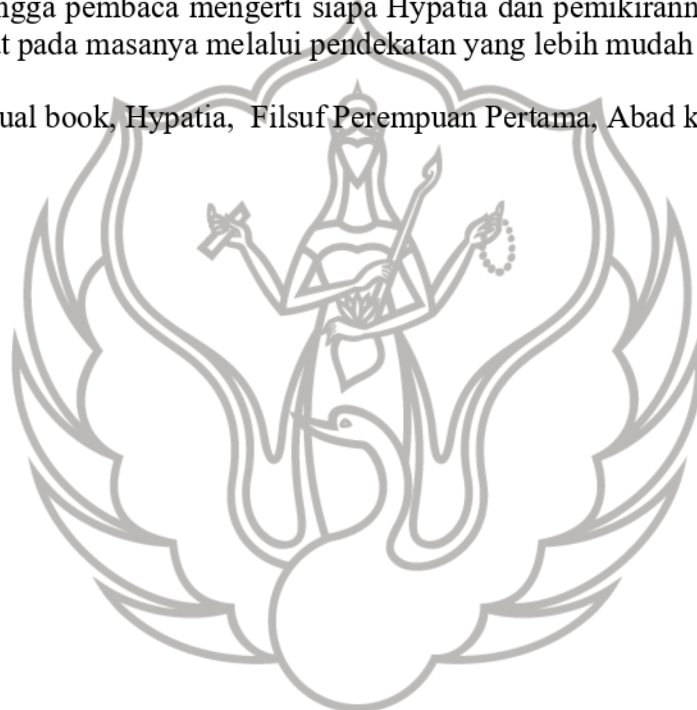 ngga pembaca mengerti siapa Hypatia dan pemikirann
t pada masanya melalui pendekatan yang lebih mudah
ual book, Hypatia, Filsuf Perempuan Pertama, Abad k